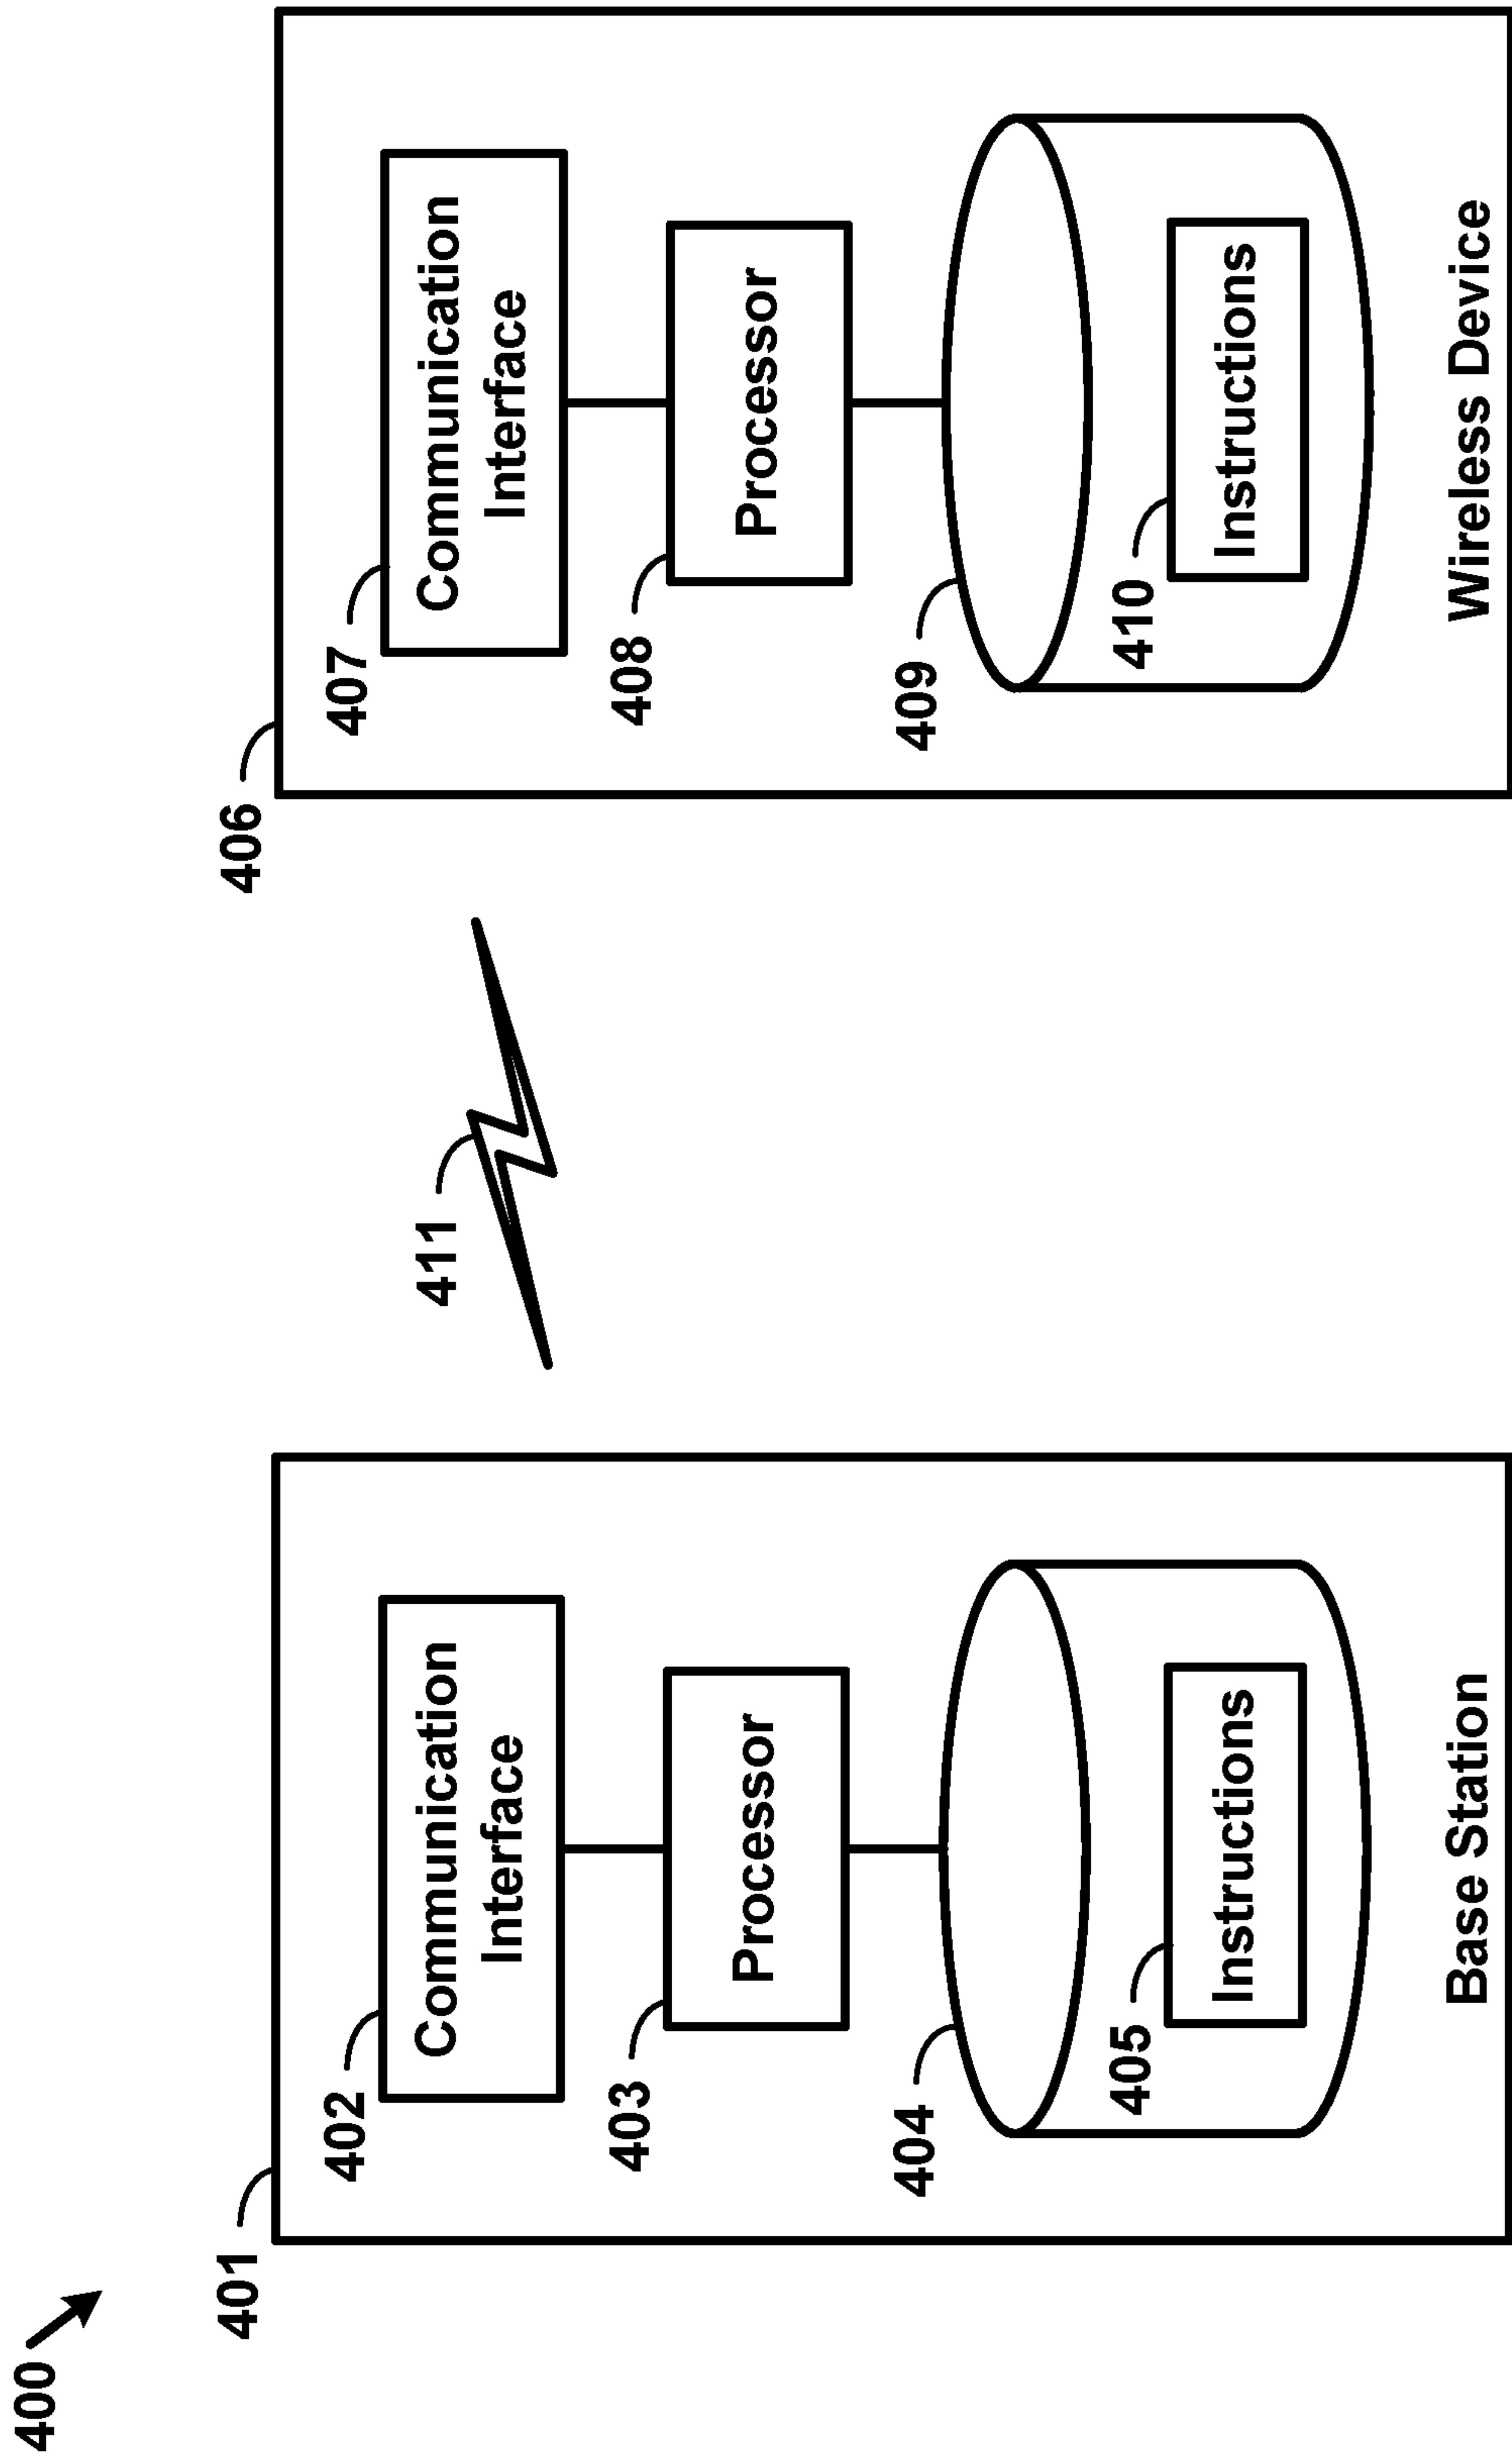 400
401
402
Communication
Interface
403
Processor
404
405
Instructions
Base Station
411
406
407
Communication
Interface
408
Processor
409
410
Instructions
Wireless Device